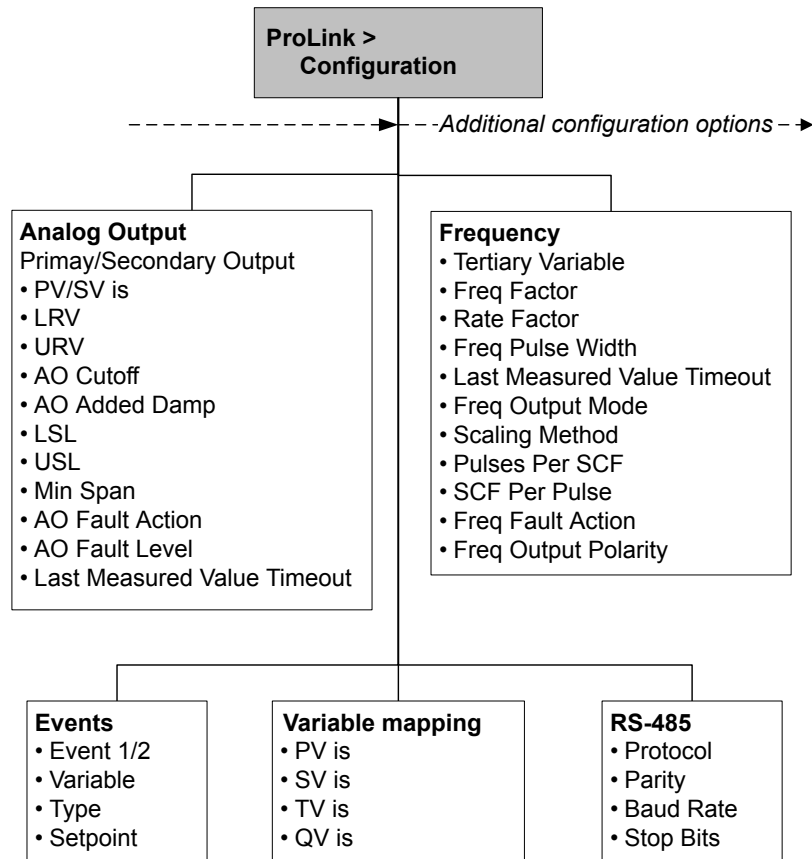 ProLink >
Configuration
Additional configuration options
Analog Output
Primay/Secondary Output
• PV/SV is
• LRV
• URV
• AO Cutoff
• AO Added Damp
• LSL
• USL
• Min Span
• AO Fault Action
• AO Fault Level
• Last Measured Value Timeout
Frequency
• Tertiary Variable
• Freq Factor
• Rate Factor
• Freq Pulse Width
• Last Measured Value Timeout
• Freq Output Mode
• Scaling Method
• Pulses Per SCF
• SCF Per Pulse
• Freq Fault Action
• Freq Output Polarity
Events
• Event 1/2
• Variable
• Type
• Setpoint
Variable mapping
• PV is
• SV is
• TV is
• QV is
RS-485
• Protocol
• Parity
• Baud Rate
• Stop Bits